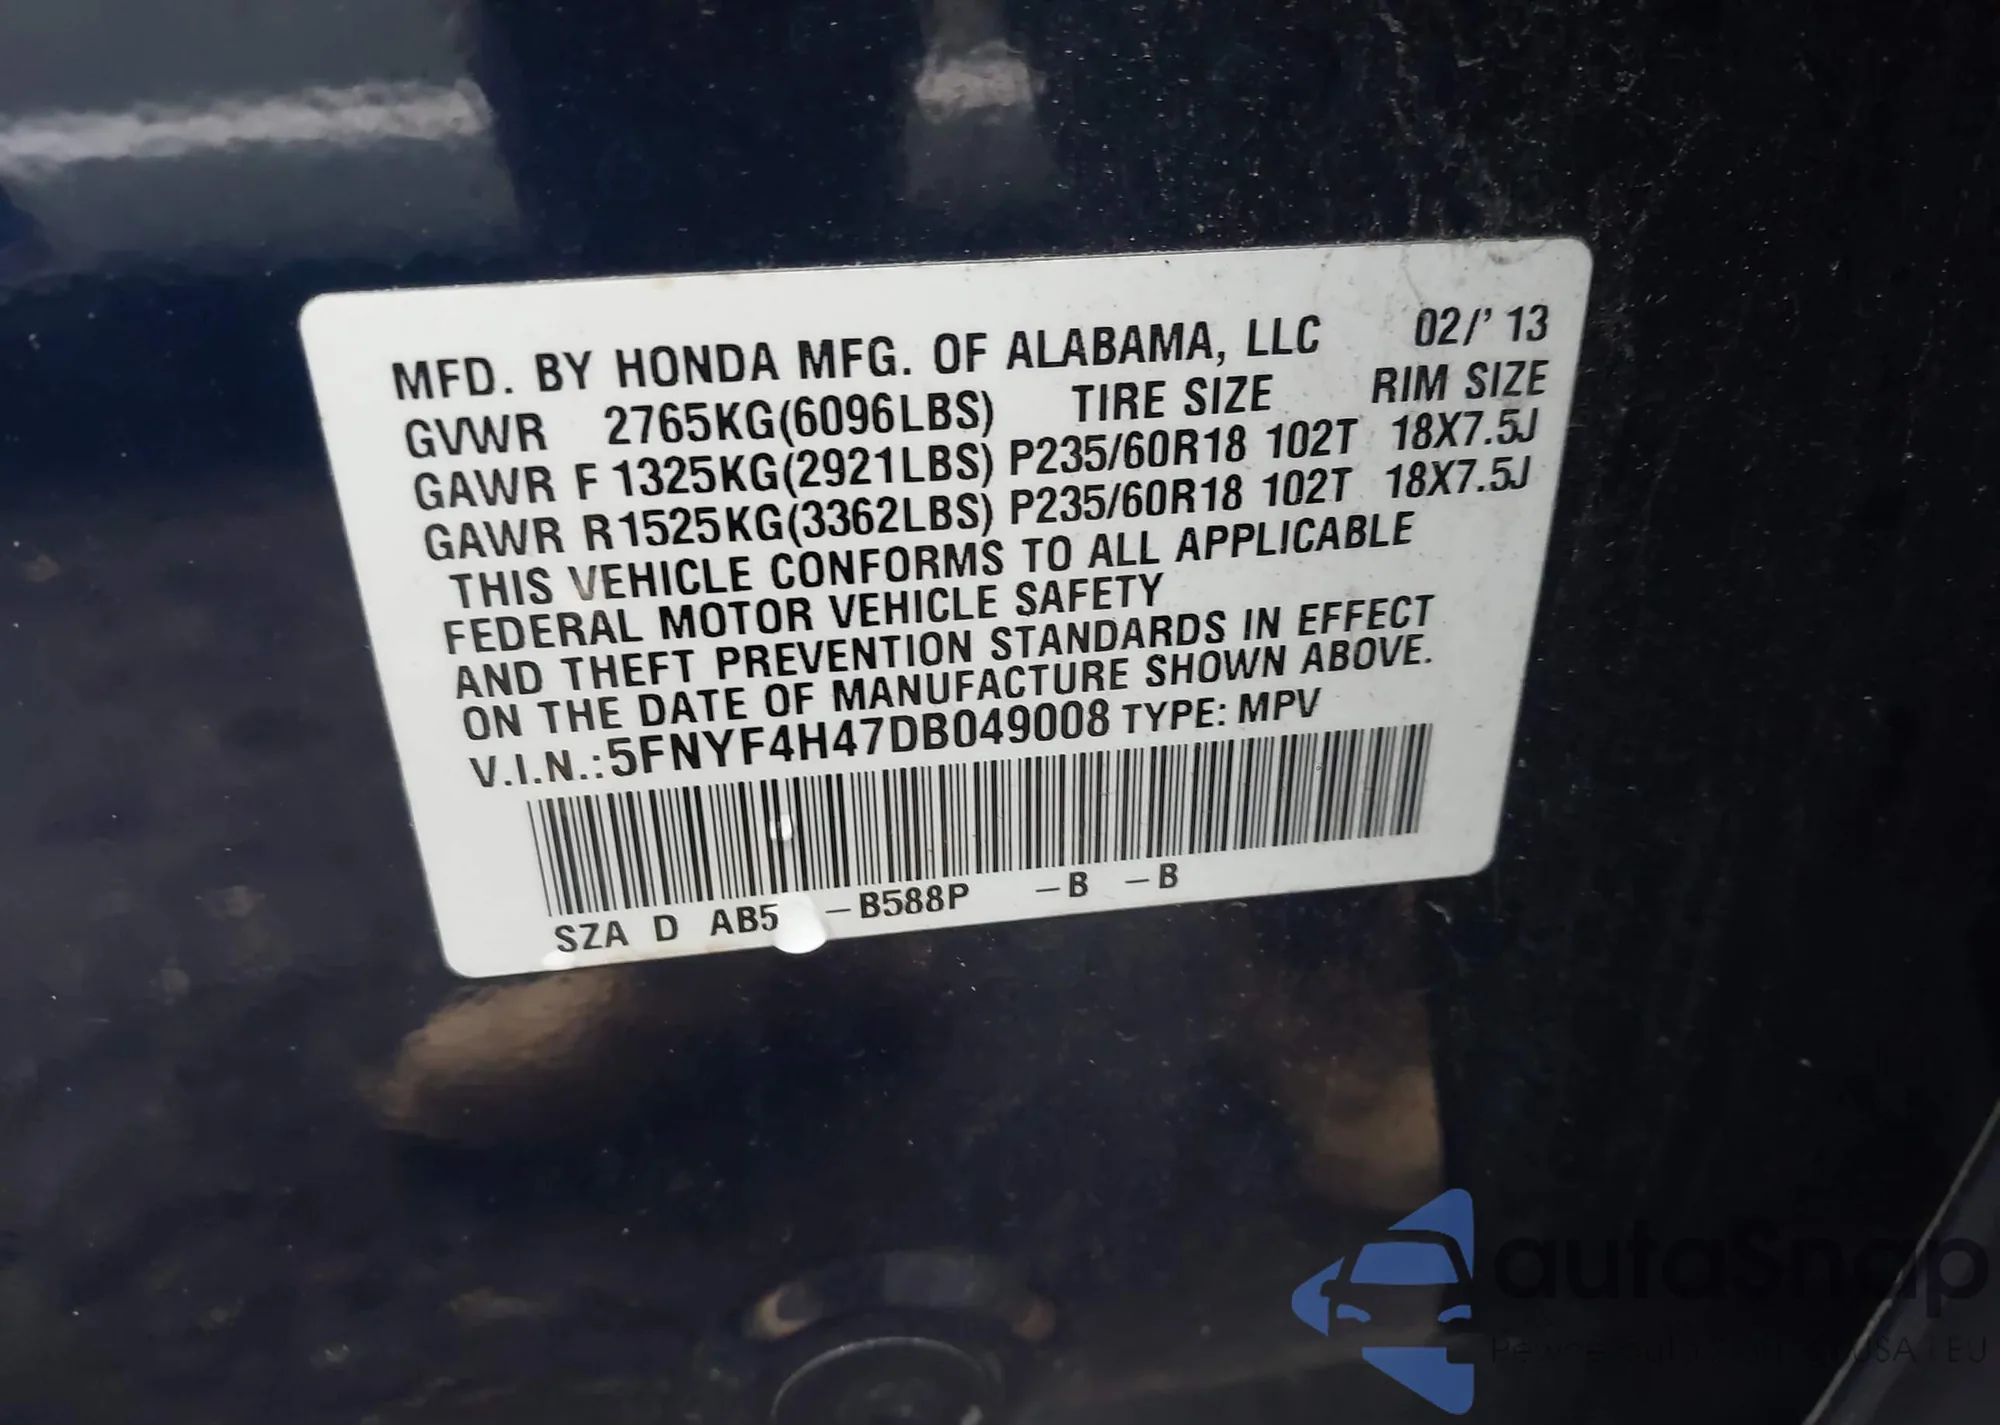 MFD. BY HONDA MFG. OF ALABAMA, LLC 02/' 13
GVWR 2765KG(6096LBS) TIRE SIZE RIM SIZE
GAWR F 1325KG(2921LBS) P235/60R18 102T 18X7.5J
GAWR R 1525KG(3362LBS) P235/60R18 102T 18X7.5J
THIS VEHICLE CONFORMS TO ALL APPLICABLE
FEDERAL MOTOR VEHICLE SAFETY
AND THEFT PREVENTION STANDARDS IN EFFECT
ON THE DATE OF MANUFACTURE SHOWN ABOVE.
V.I.N.: 5FNYF4H47DB049008 TYPE: MPV
SZA D AB5 -B588P -B -B
autoSnap
USA | EU